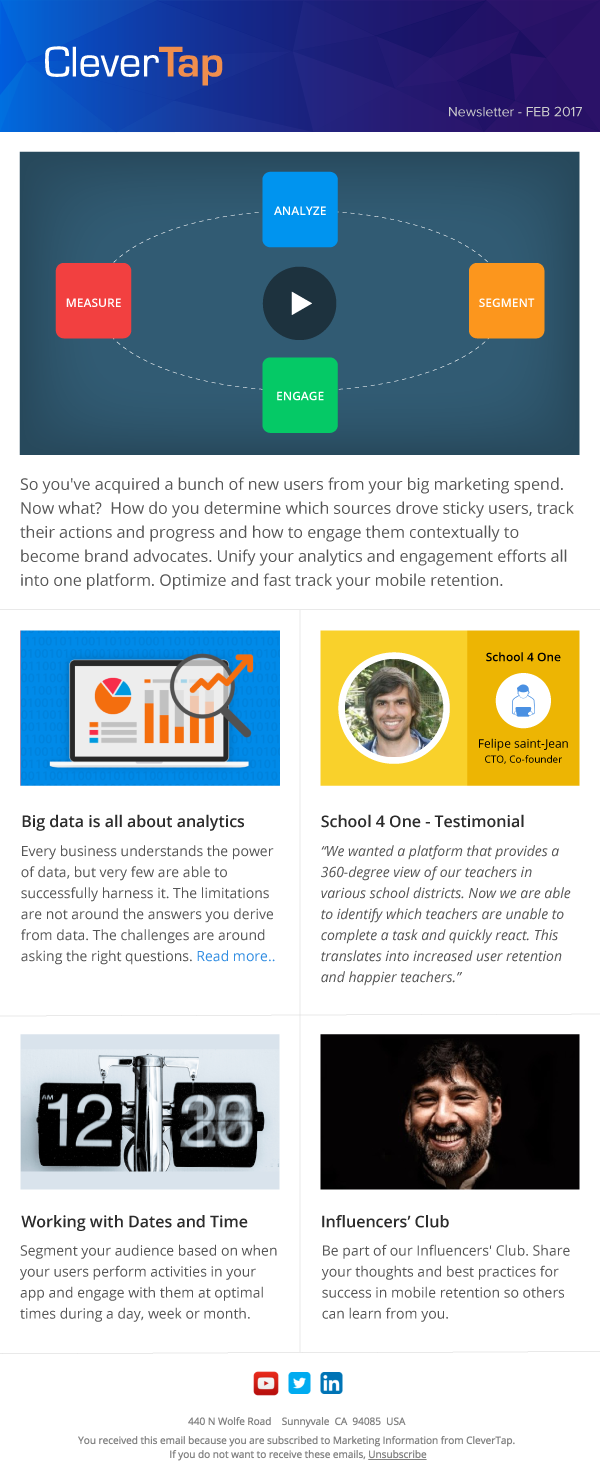 CleverTap
Newsletter - FEB 2017
ANALYZE
MEASURE
SEGMENT
ENGAGE
So you've acquired a bunch of new users from your big marketing spend.
Now what?  How do you determine which sources drove sticky users, track
their actions and progress and how to engage them contextually to
become brand advocates. Unify your analytics and engagement efforts all
into one platform. Optimize and fast track your mobile retention.
Big data is all about analytics
Every business understands the power
of data, but very few are able to
successfully harness it. The limitations
are not around the answers you derive
from data. The challenges are around
asking the right questions. Read more..
School 4 One
Felipe saint-Jean
CTO, Co-founder
School 4 One - Testimonial
“We wanted a platform that provides a
360-degree view of our teachers in
various school districts. Now we are able
to identify which teachers are unable to
complete a task and quickly react. This
translates into increased user retention
and happier teachers.”
AM
12
Working with Dates and Time
Segment your audience based on when
your users perform activities in your
app and engage with them at optimal
times during a day, week or month.
Influencers’ Club
Be part of our Influencers' Club. Share
your thoughts and best practices for
success in mobile retention so others
can learn from you.
in
440 N Wolfe Road   Sunnyvale  CA  94085  USA
You received this email because you are subscribed to Marketing Information from CleverTap.
If you do not want to receive these emails, Unsubscribe